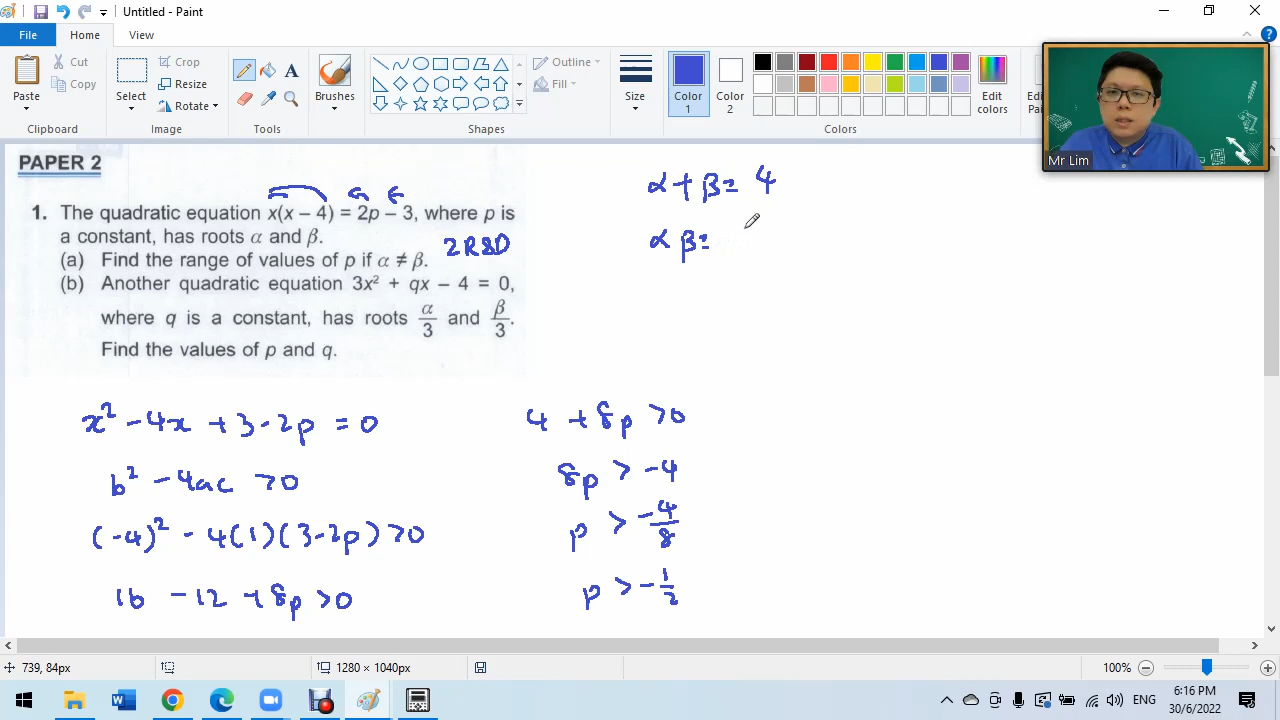 Untitled - Paint
File Home View
Paste Cut Copy Clipboard
Select Crop Resize Rotate Image
Tools
Brushes
Outline Fill Shapes
Size
Color 1 Color 2 Edit colors Colors
Mr Lim
PAPER 2
1. The quadratic equation x(x – 4) = 2p – 3, where p is
a constant, has roots α and β.
2RSD
(a) Find the range of values of p if α ≠ β.
(b) Another quadratic equation 3x² + qx – 4 = 0,
where q is a constant, has roots α/3 and β/3.
Find the values of p and q.
α + β = 4
α β =
x² - 4x + 3 - 2p = 0
b² - 4ac > 0
(-4)² - 4(1)(3-2p) > 0
16 - 12 + 8p > 0
4 + 8p > 0
8p > -4
p > -4/8
p > -1/2
739, 84px
1280 × 1040px
100%
ENG
6:16 PM
30/6/2022